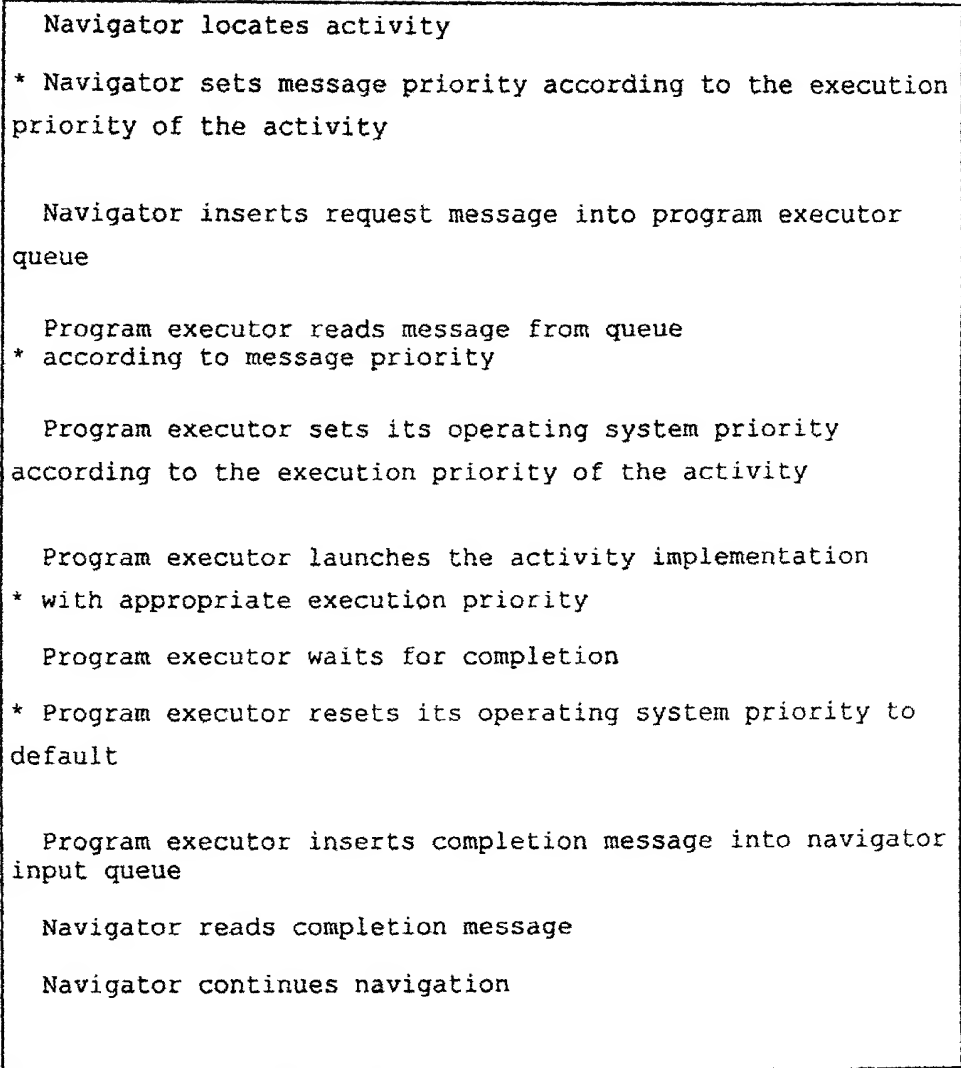 Navigator locates activity
* Navigator sets message priority according to the execution
priority of the activity
Navigator inserts request message into program executor
queue
Program executor reads message from queue
* according to message priority
Program executor sets its operating system priority
according to the execution priority of the activity
Program executor launches the activity implementation
* with appropriate execution priority
Program executor waits for completion
* Program executor resets its operating system priority to
default
Program executor inserts completion message into navigator
input queue
Navigator reads completion message
Navigator continues navigation